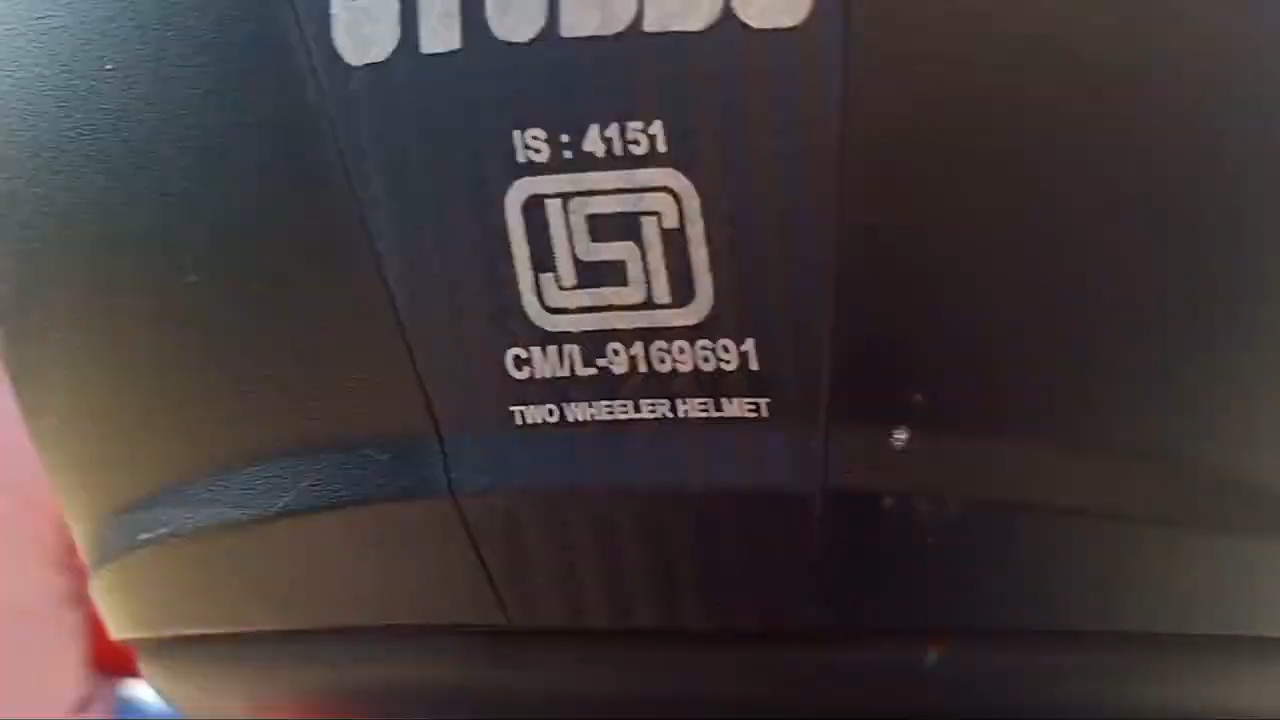 IS : 4151
ISI
CM/L-9169691
TWO WHEELER HELMET